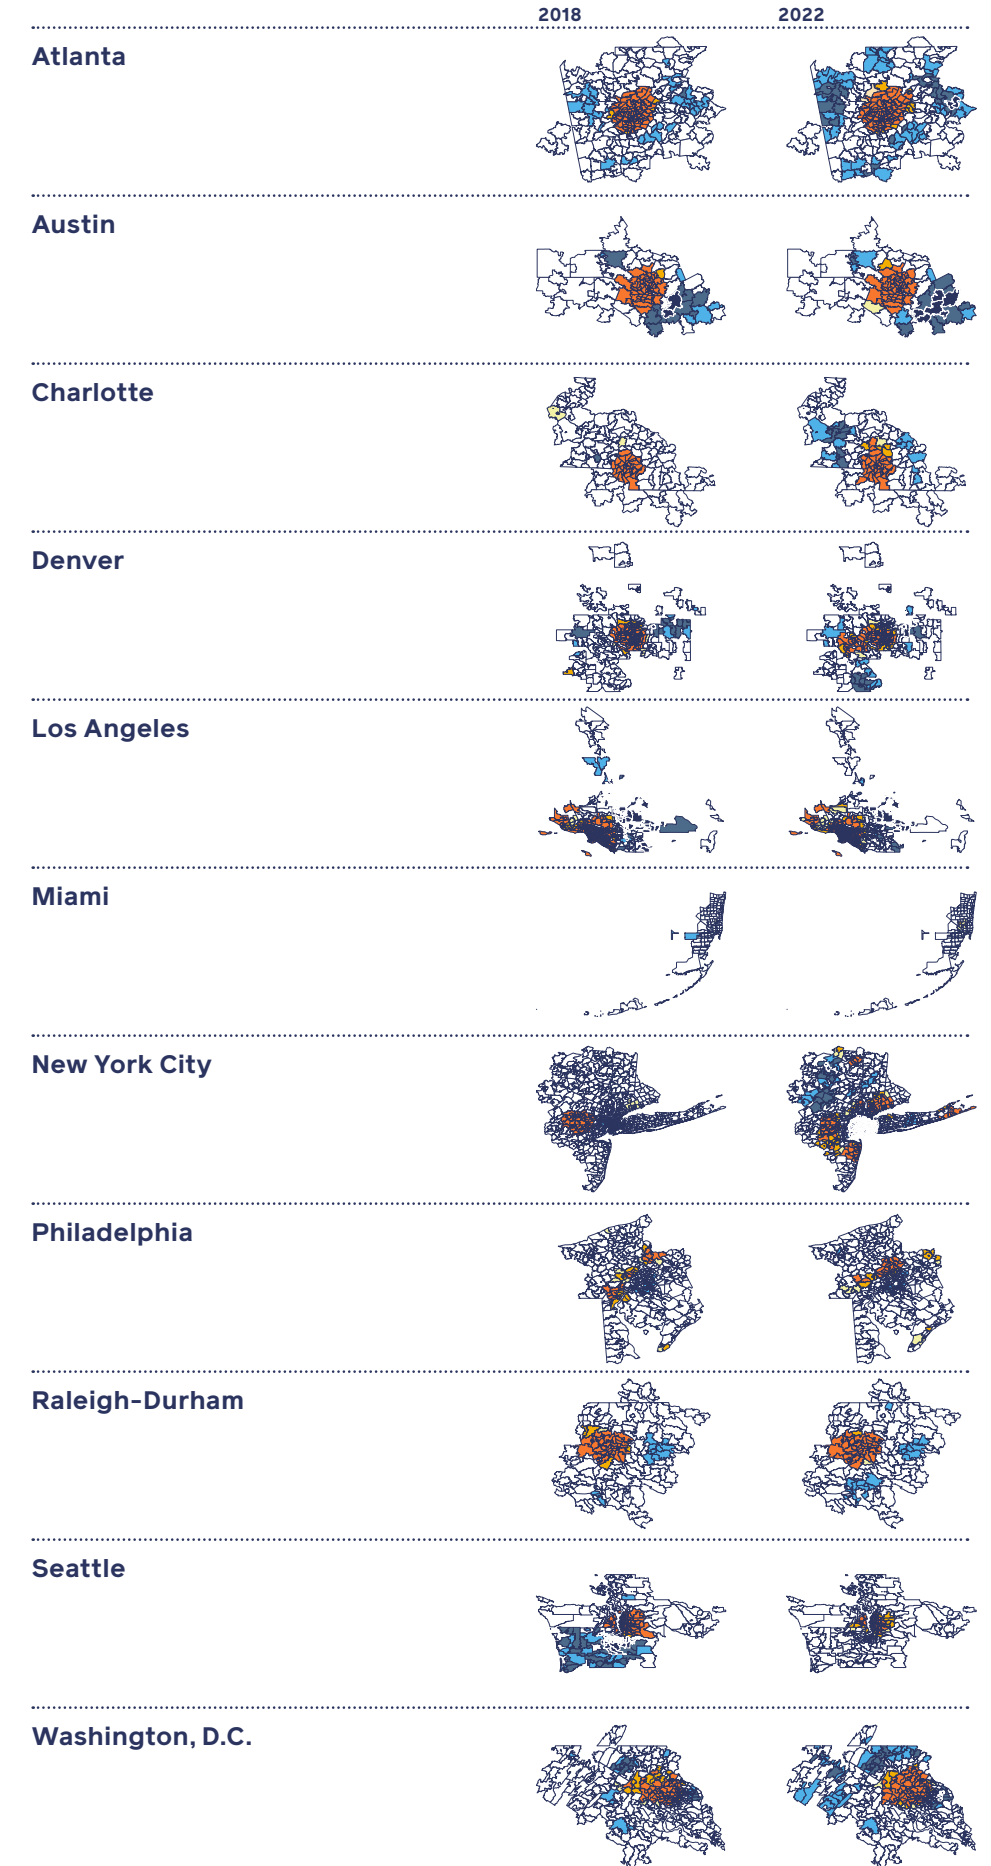 2018 2022
Atlanta
Austin
Charlotte
Denver
Los Angeles
Miami
New York City
Philadelphia
Raleigh-Durham
Seattle
Washington, D.C.